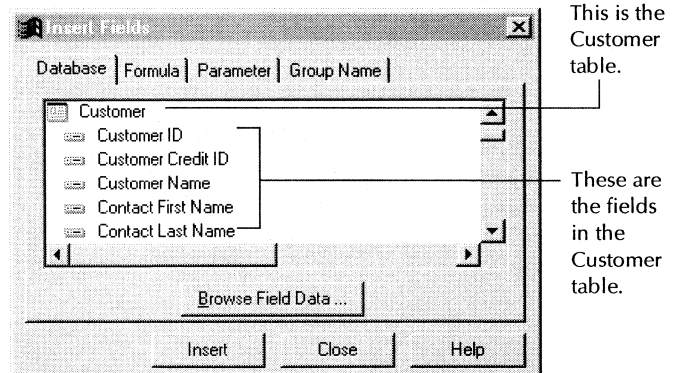 Insert Fields
Database Formula Parameter Group Name
Customer
Customer ID
Customer Credit ID
Customer Name
Contact First Name
Contact Last Name
Browse Field Data ...
Insert Close Help
This is the
Customer
table.
These are
the fields
in the
Customer
table.